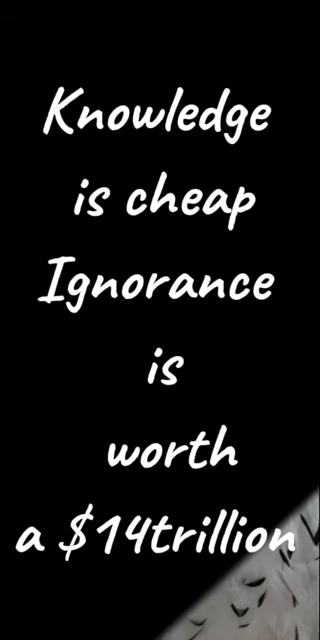 Knowledge
is cheap
Ignorance
is
worth
a $14trillion